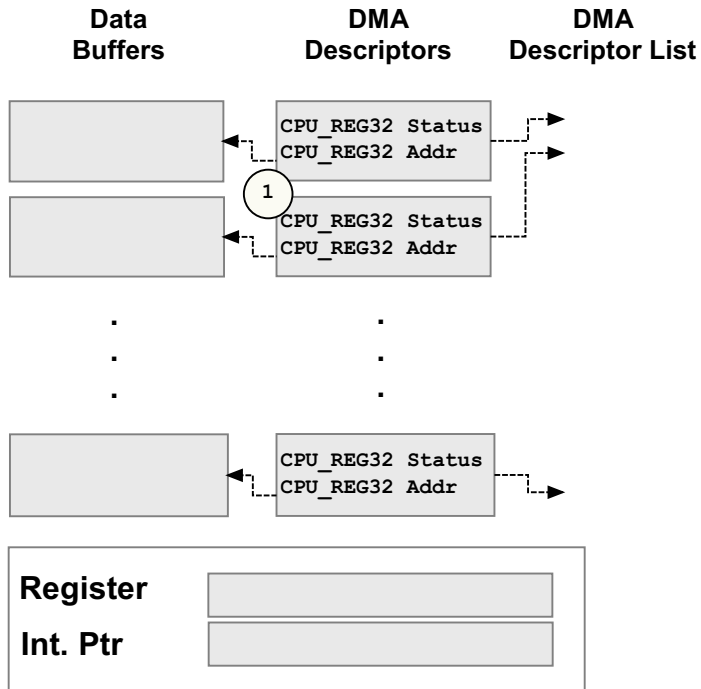 Data Buffers
DMA Descriptors
DMA Descriptor List
CPU_REG32 Status
CPU_REG32 Addr
1
CPU_REG32 Status
CPU_REG32 Addr
. .
. .
. .
CPU_REG32 Status
CPU_REG32 Addr
Register
Int. Ptr